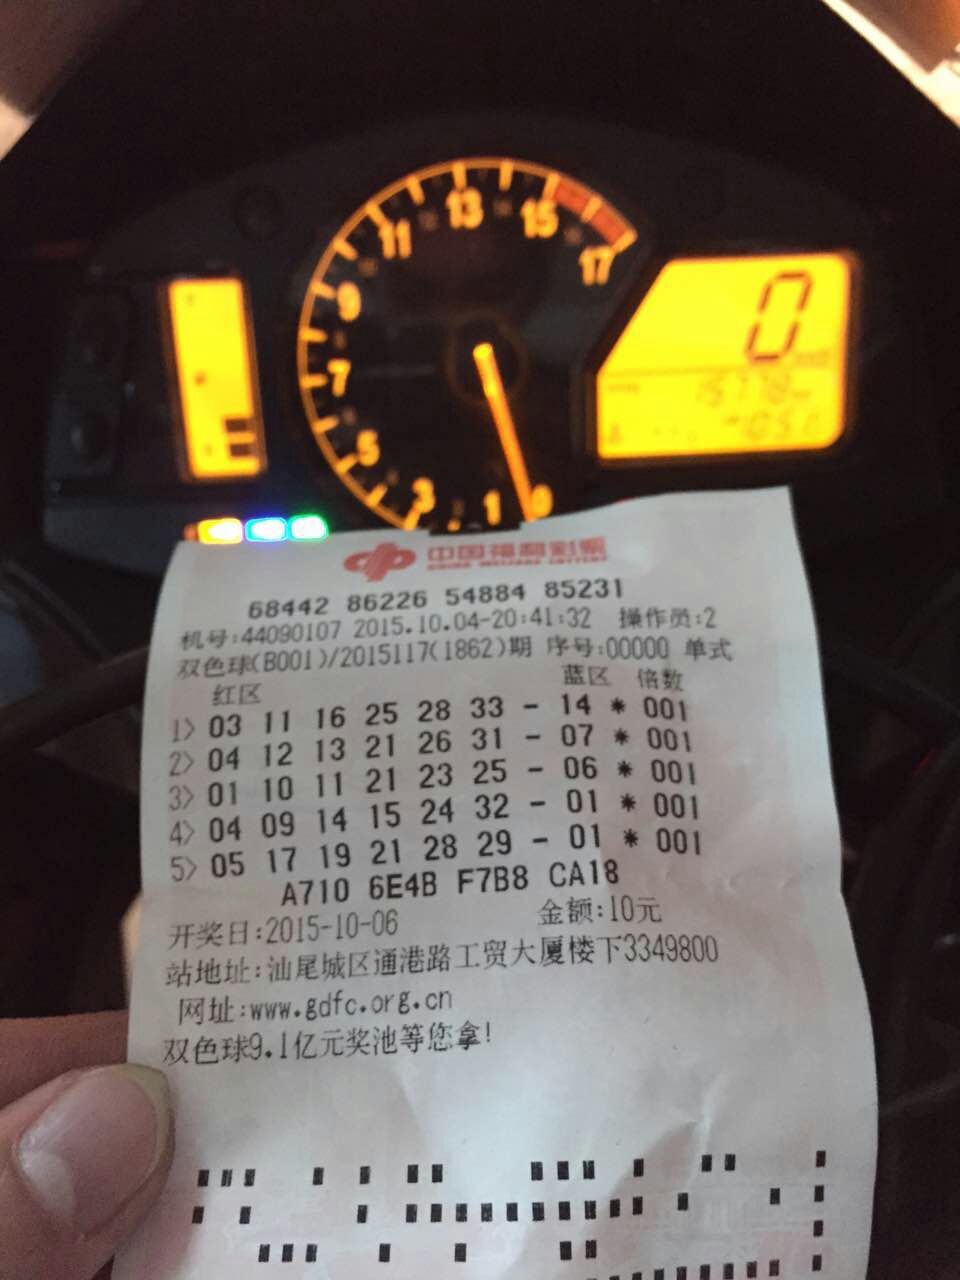 13
11
15
17
9
7
5
3
1
0
0
中国福利彩票
CHINA WELFARE LOTTERY
68442 86226 54884 85231
机号:44090107 2015.10.04-20:41:32 操作员:2
双色球(B001)/2015117(1862)期 序号:00000 单式
红区 蓝区 倍数
1> 03 11 16 25 28 33 - 14 * 001
2> 04 12 13 21 26 31 - 07 * 001
3> 01 10 11 21 23 25 - 06 * 001
4> 04 09 14 15 24 32 - 01 * 001
5> 05 17 19 21 28 29 - 01 * 001
A710 6E4B F7B8 CA18
开奖日:2015-10-06 金额:10元
站地址:汕尾城区通港路工贸大厦楼下3349800
网址:www.gdfc.org.cn
双色球9.1亿元奖池等您拿!